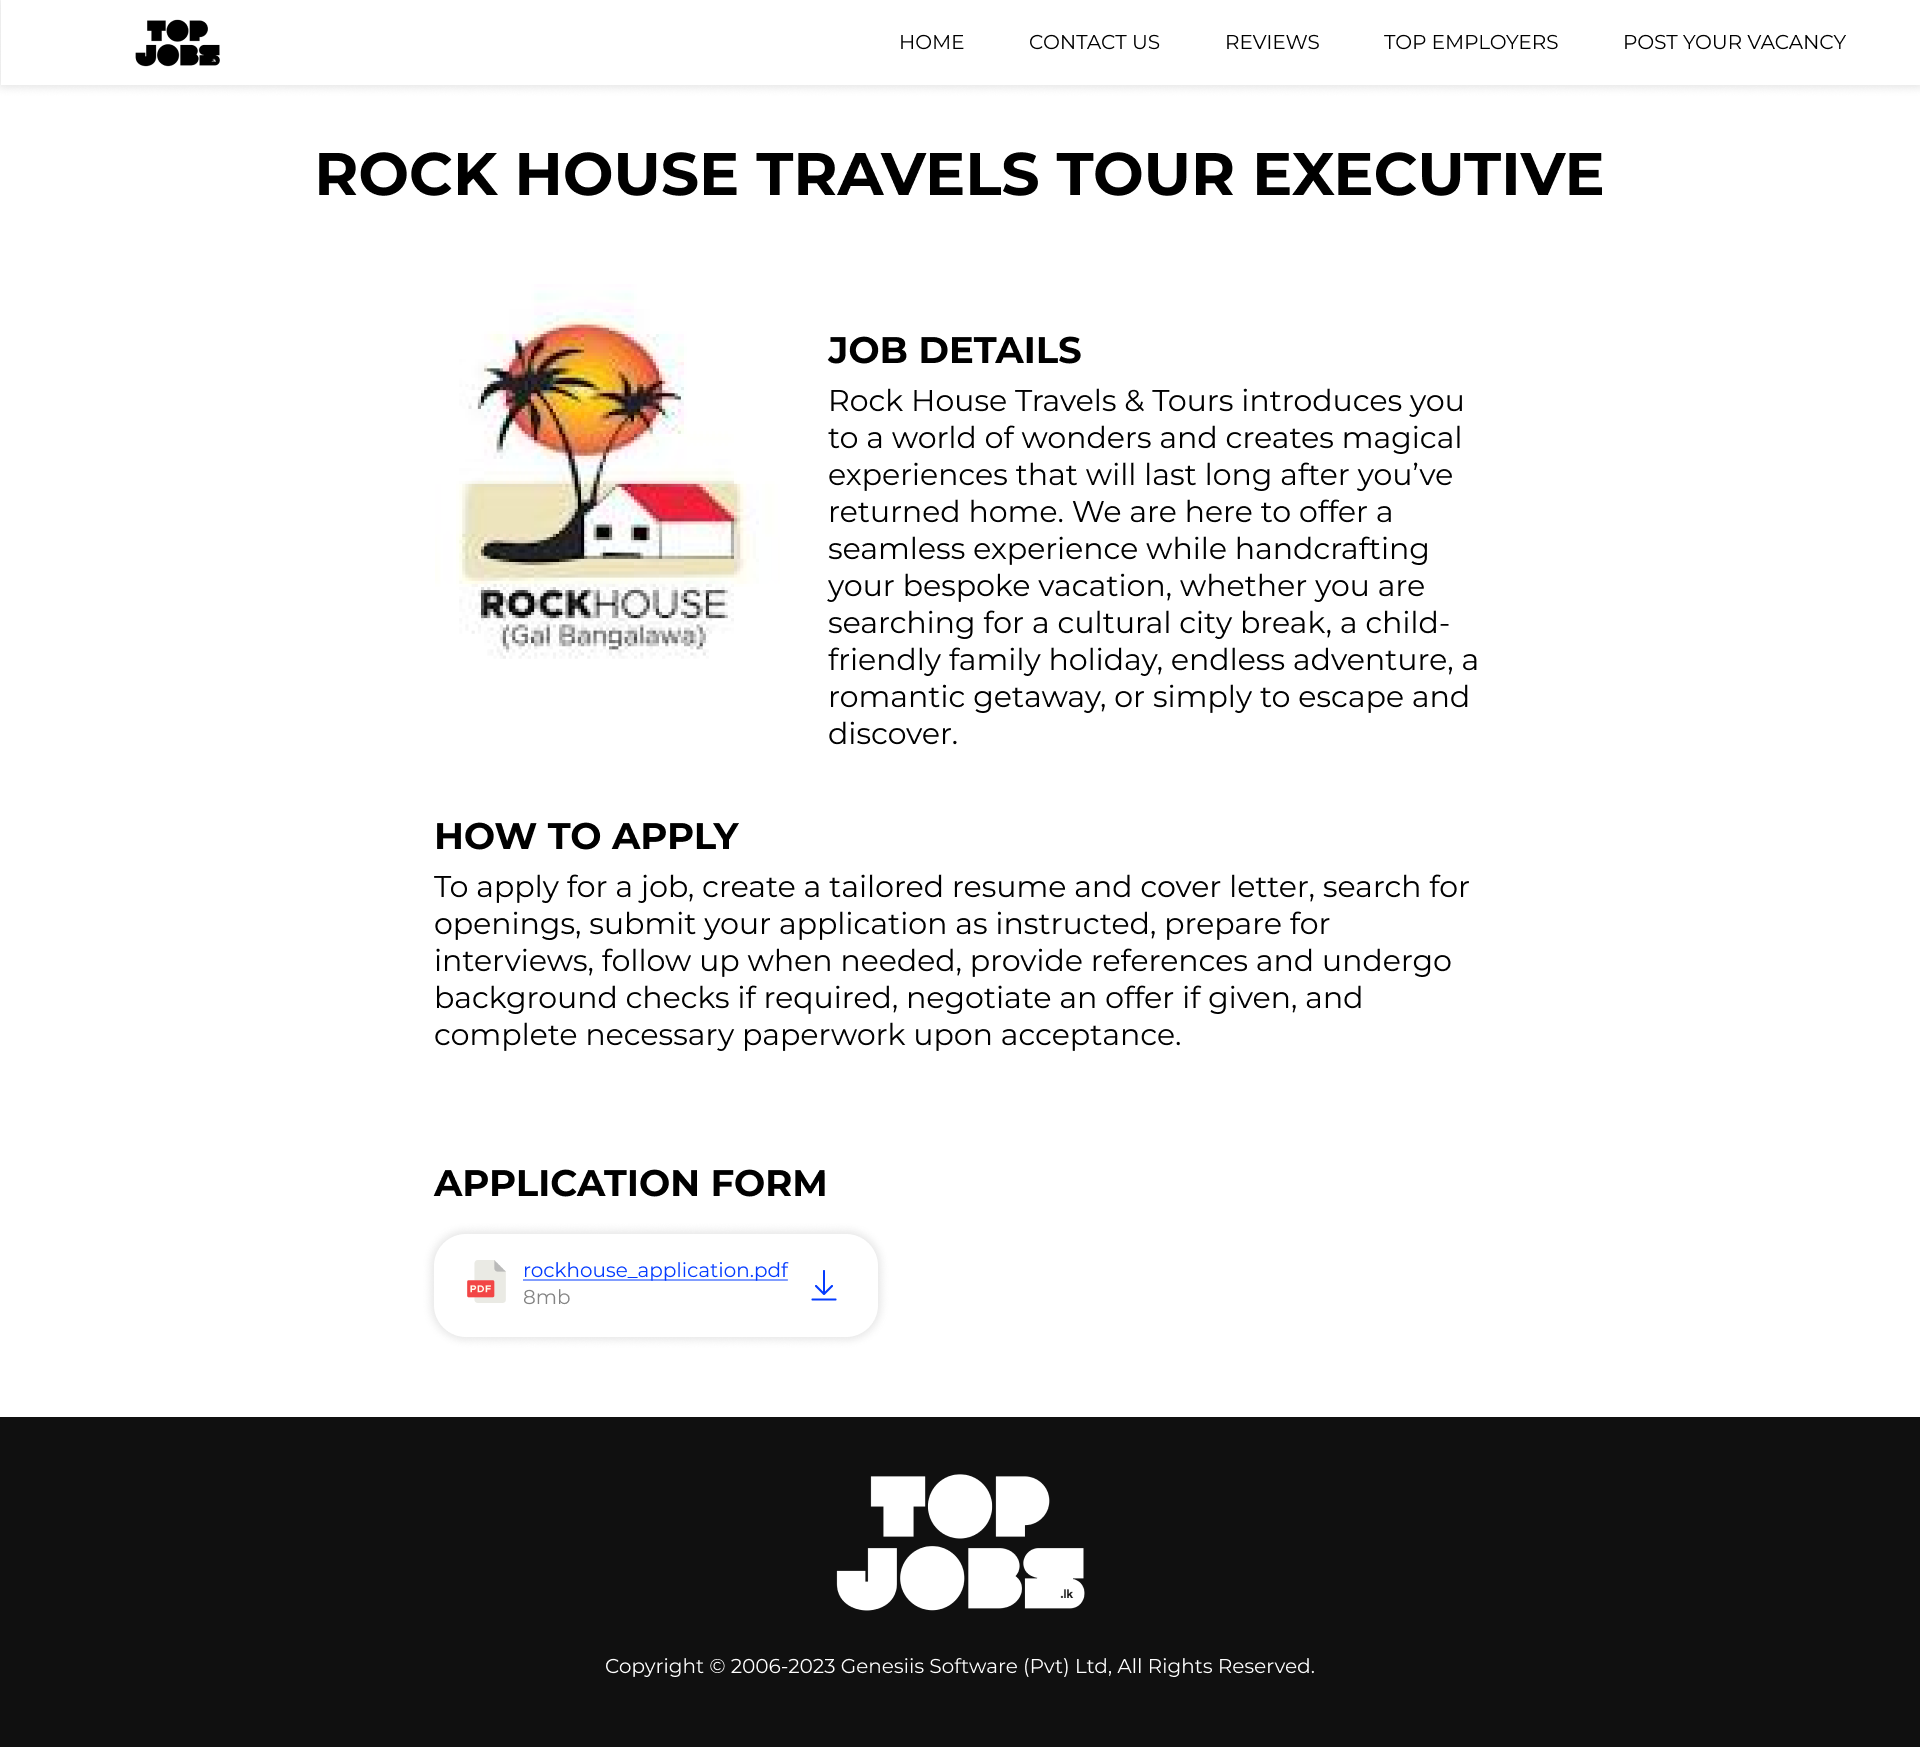 TOP
JOBS
HOME
CONTACT US
REVIEWS
TOP EMPLOYERS
POST YOUR VACANCY
ROCK HOUSE TRAVELS TOUR EXECUTIVE
ROCKHOUSE
(Gal Bangalawa)
JOB DETAILS
Rock House Travels & Tours introduces you
to a world of wonders and creates magical
experiences that will last long after you’ve
returned home. We are here to offer a
seamless experience while handcrafting
your bespoke vacation, whether you are
searching for a cultural city break, a child-
friendly family holiday, endless adventure, a
romantic getaway, or simply to escape and
discover.
HOW TO APPLY
To apply for a job, create a tailored resume and cover letter, search for
openings, submit your application as instructed, prepare for
interviews, follow up when needed, provide references and undergo
background checks if required, negotiate an offer if given, and
complete necessary paperwork upon acceptance.
APPLICATION FORM
PDF
rockhouse_application.pdf
8mb
TOP
JOBS
.lk
Copyright © 2006-2023 Genesiis Software (Pvt) Ltd, All Rights Reserved.